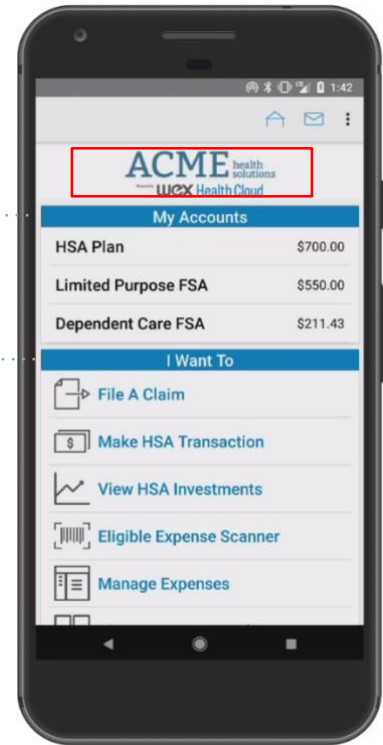 1:42
ACME health solutions
Powered by wex Health Cloud
My Accounts
HSA Plan $700.00
Limited Purpose FSA $550.00
Dependent Care FSA $211.43
I Want To
File A Claim
$ Make HSA Transaction
View HSA Investments
Eligible Expense Scanner
Manage Expenses